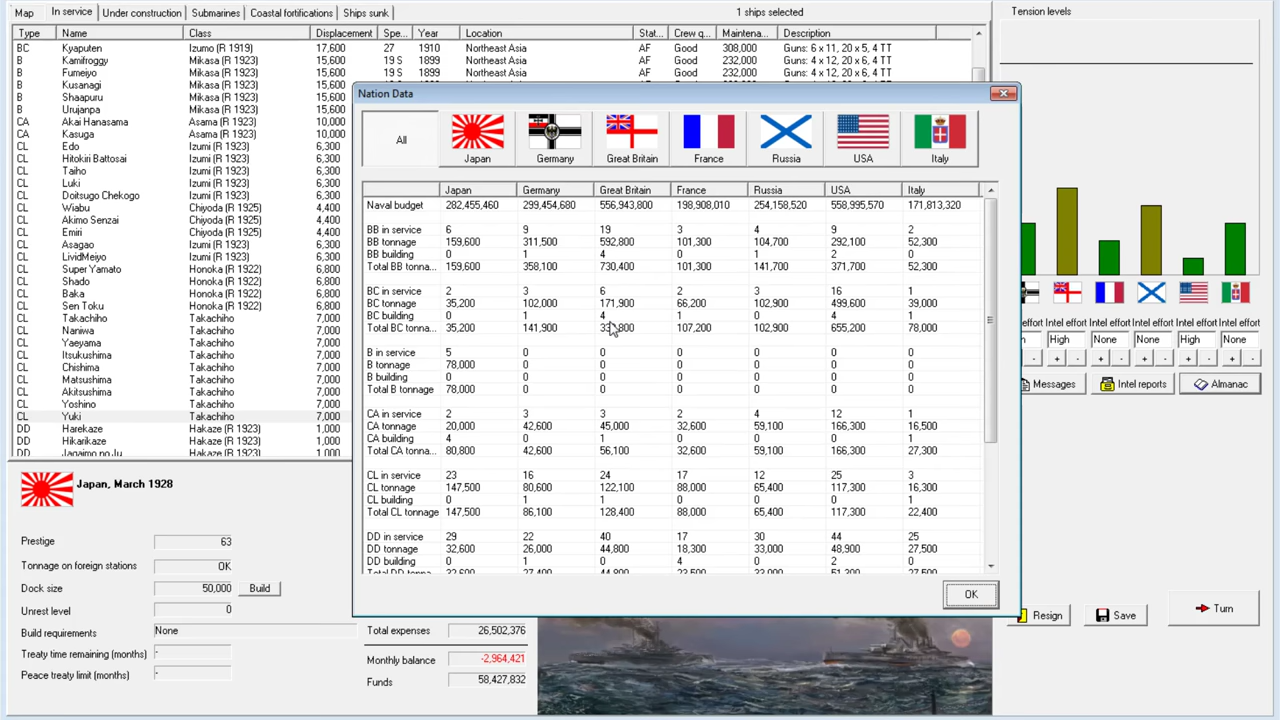 Map In service Under construction Submarines Coastal fortifications Ships sunk 1 ships selected Tension levels
Type Name Class Displacement Spe... Year Location Stat... Crew q... Maintena... Description
BC Kyaputen Izumo (R 1919) 17,600 27 1910 Northeast Asia AF Good 308,000 Guns: 6 x 11, 20 x 5, 4 TT
B Kamifroggy Mikasa (R 1923) 15,600 19 S 1899 Northeast Asia AF Good 232,000 Guns: 4 x 12, 20 x 6, 4 TT
B Fumeiyo Mikasa (R 1923) 15,600 19 S 1899 Northeast Asia AF Good 232,000 Guns: 4 x 12, 20 x 6, 4 TT
B Kusanagi Mikasa (R 1923) 15,600
B Shaapuru Mikasa (R 1923) 15,600
B Urujanpa Mikasa (R 1923) 15,600
CA Akai Hanasama Asama (R 1923) 10,000
CA Kasuga Asama (R 1923) 10,000
CL Edo Izumi (R 1923) 6,300
CL Hitokiri Battosai Izumi (R 1923) 6,300
CL Taiho Izumi (R 1923) 6,300
CL Luki Izumi (R 1923) 6,300
CL Doitsugo Chekogo Izumi (R 1923) 6,300
CL Wiabu Chiyoda (R 1925) 4,400
CL Akimo Senzai Chiyoda (R 1925) 4,400
CL Emiri Chiyoda (R 1925) 4,400
CL Asagao Izumi (R 1923) 6,300
CL LividMeiyo Izumi (R 1923) 6,300
CL Super Yamato Honoka (R 1922) 6,800
CL Shado Honoka (R 1922) 6,800
CL Baka Honoka (R 1922) 6,800
CL Sen Toku Honoka (R 1922) 6,800
CL Takachiho Takachiho 7,000
CL Naniwa Takachiho 7,000
CL Yaeyama Takachiho 7,000
CL Itsukushima Takachiho 7,000
CL Chishima Takachiho 7,000
CL Matsushima Takachiho 7,000
CL Akitsushima Takachiho 7,000
CL Yoshino Takachiho 7,000
CL Yuki Takachiho 7,000
DD Harekaze Hakaze (R 1923) 1,000
DD Hikarikaze Hakaze (R 1923) 1,000
DD Jagaimo no Ju Hakaze (R 1923) 1,000
Nation Data
All Japan Germany Great Britain France Russia USA Italy
Japan Germany Great Britain France Russia USA Italy
Naval budget 282,455,460 299,454,680 556,943,800 198,908,010 254,158,520 558,995,570 171,813,320
BB in service 6 9 19 3 4 9 2
BB tonnage 159,600 311,500 592,800 101,300 104,700 292,100 52,300
BB building 0 1 4 0 1 2 0
Total BB tonna... 159,600 358,100 730,400 101,300 141,700 371,700 52,300
BC in service 2 3 6 2 3 16 1
BC tonnage 35,200 102,000 171,900 66,200 102,900 499,600 39,000
BC building 0 1 4 1 0 4 1
Total BC tonna... 35,200 141,900 107,200 102,900 655,200 78,000
B in service 5 0 0 0 0 0 0
B tonnage 78,000 0 0 0 0 0 0
B building 0 0 0 0 0 0 0
Total B tonnage 78,000 0 0 0 0 0 0
CA in service 2 3 3 2 4 12 1
CA tonnage 20,000 42,600 45,000 32,600 59,100 166,300 16,500
CA building 4 0 1 0 0 0 1
Total CA tonna... 80,800 42,600 56,100 32,600 59,100 166,300 27,300
CL in service 23 16 24 17 12 25 3
CL tonnage 147,500 80,600 122,100 88,000 65,400 117,300 16,300
CL building 0 1 1 0 0 0 1
Total CL tonnage 147,500 86,100 128,400 88,000 65,400 117,300 22,400
DD in service 29 22 40 17 30 44 25
DD tonnage 32,600 26,000 44,800 18,300 33,000 48,900 27,500
DD building 0 1 0 4 0 2 0
Total DD tonna... 32,600 27,400 44,800 23,500 33,000 51,300 27,500
OK
effort Intel effort Intel effort Intel effort Intel effort Intel effort
High None None High None
- + - + - + - + - + -
Messages Intel reports Almanac
Japan, March 1928
Prestige 63
Tonnage on foreign stations OK
Dock size 50,000 Build
Unrest level 0
Build requirements None
Treaty time remaining (months) -
Peace treaty limit (months) -
Total expenses 26,502,376
Monthly balance -2,964,421
Funds 58,427,832
Resign Save Turn